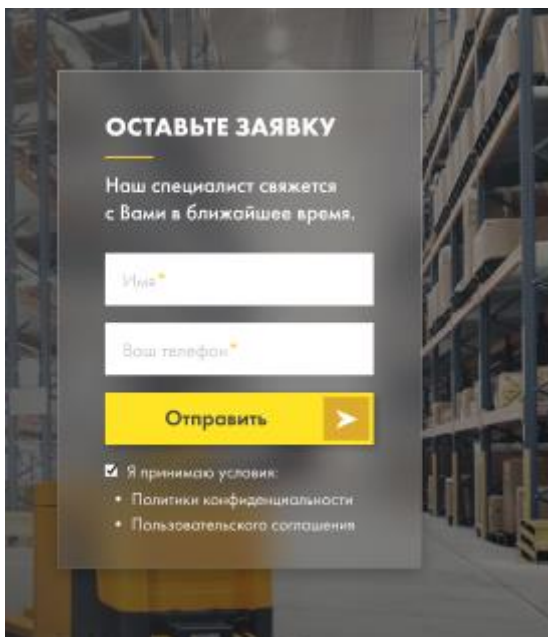 ОСТАВЬТЕ ЗАЯВКУ
Наш специалист свяжется
с Вами в ближайшее время.
Имя*
Ваш телефон*
Отправить
Я принимаю условия:
• Политики конфиденциальности
• Пользовательского соглашения